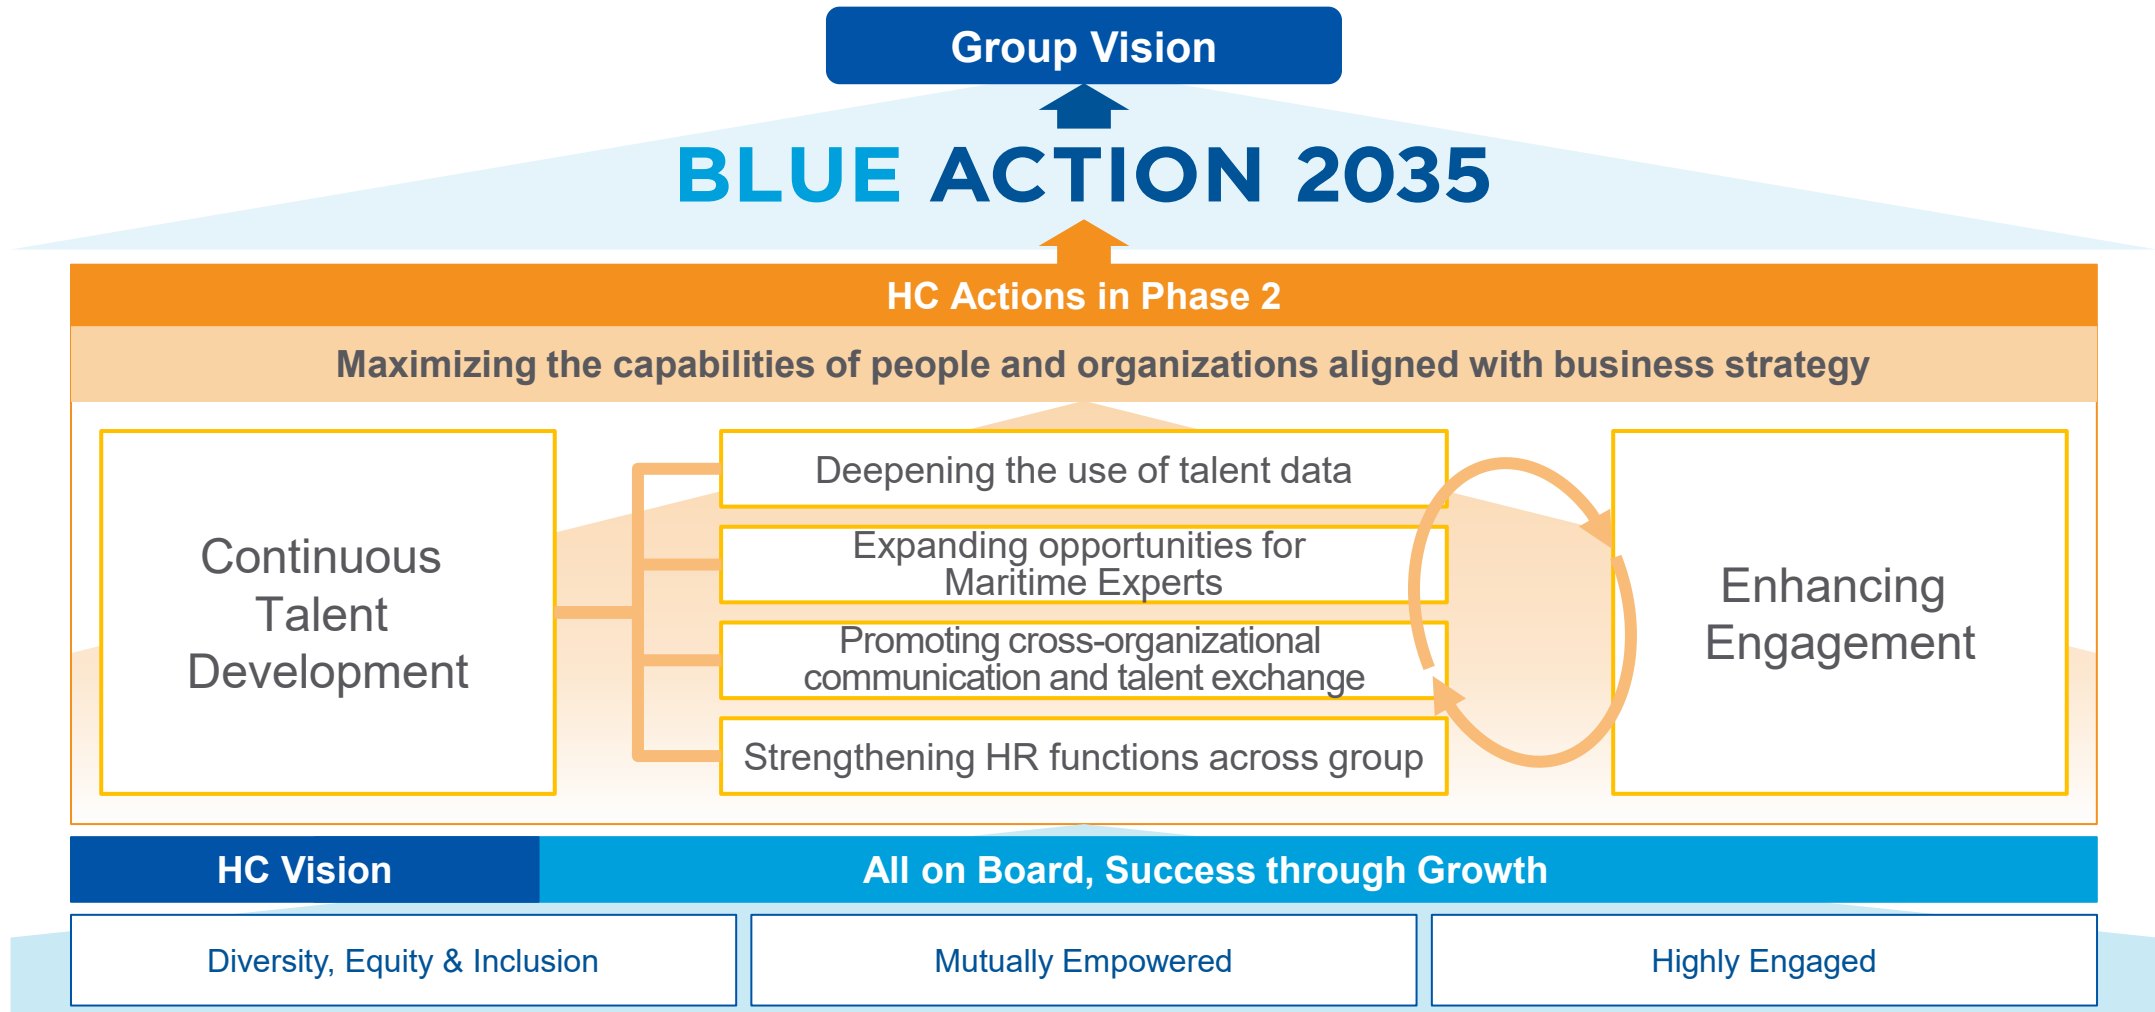 Group Vision
BLUE ACTION 2035
HC Actions in Phase 2
Maximizing the capabilities of people and organizations aligned with business strategy
Continuous
Talent
Development
Deepening the use of talent data
Expanding opportunities for
Maritime Experts
Promoting cross-organizational
communication and talent exchange
Strengthening HR functions across group
Enhancing
Engagement
HC Vision
All on Board, Success through Growth
Diversity, Equity & Inclusion
Mutually Empowered
Highly Engaged